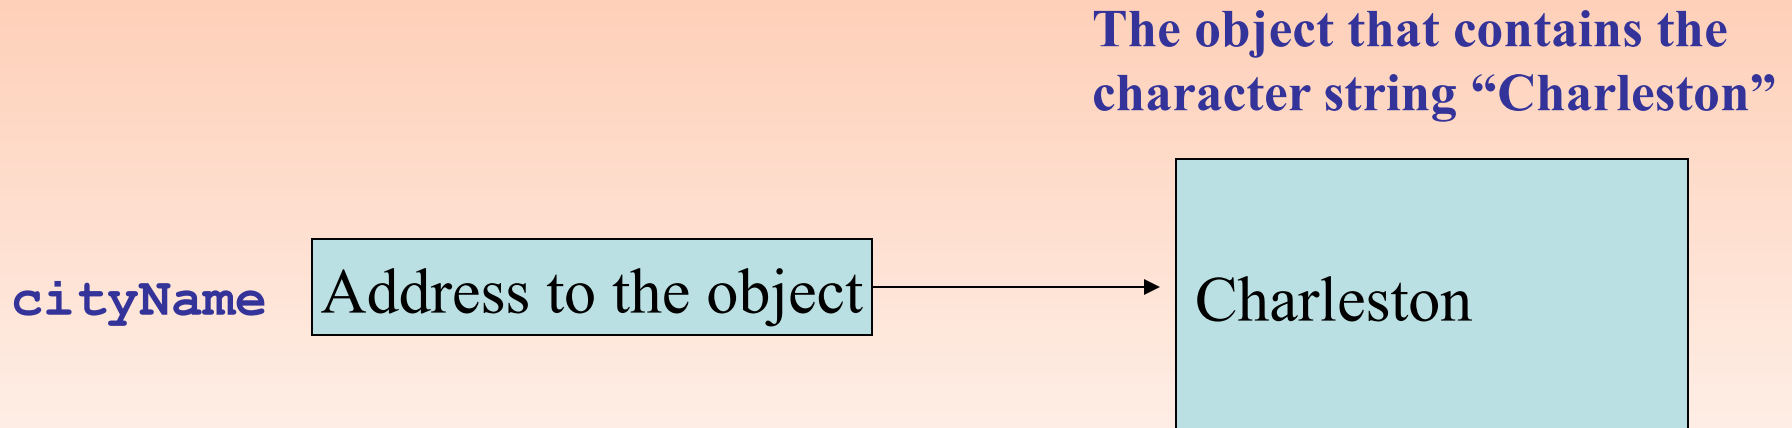 The object that contains the
character string “Charleston”
cityName
Address to the object
Charleston